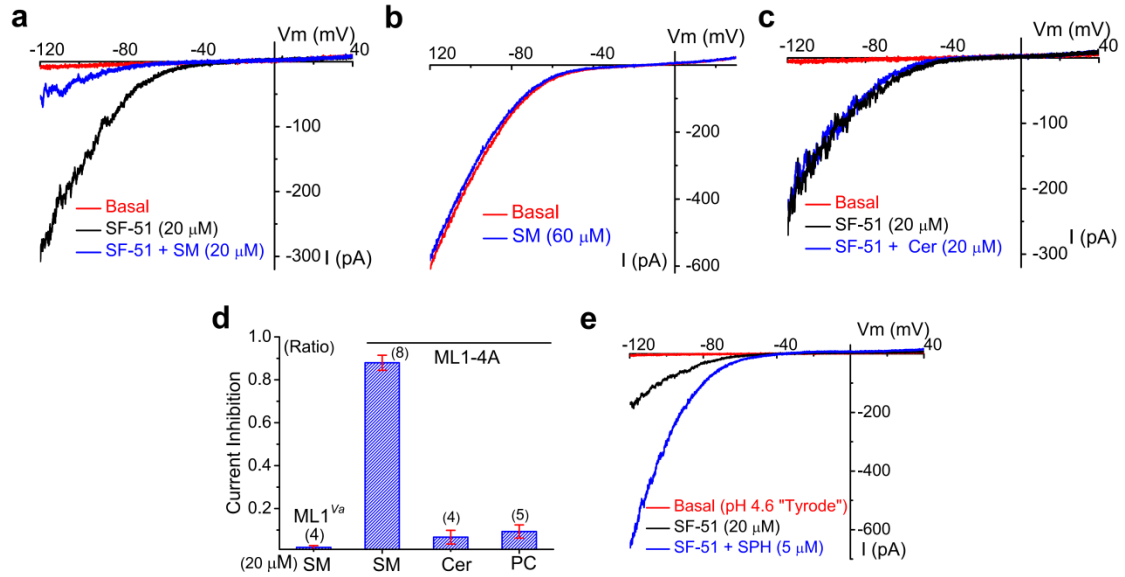 a
Vm (mV)
-120
-80
-40
40
-100
-200
-300
I (pA)
Basal
SF-51 (20 μM)
SF-51 + SM (20 μM)
b
Vm (mV)
-120
-80
-40
-200
-400
-600
I (pA)
Basal
SM (60 μM)
c
Vm (mV)
-120
-80
-40
40
-100
-200
-300
I (pA)
Basal
SF-51 (20 μM)
SF-51 + Cer (20 μM)
d
(Ratio)
Current Inhibition
1.0
0.8
0.6
0.4
0.2
ML1-4A
ML1Va
(4)
(8)
(4)
(5)
(20 μM) SM SM Cer PC
e
Vm (mV)
-120
-80
-40
40
-200
-400
-600
I (pA)
Basal (pH 4.6 "Tyrode")
SF-51 (20 μM)
SF-51 + SPH (5 μM)